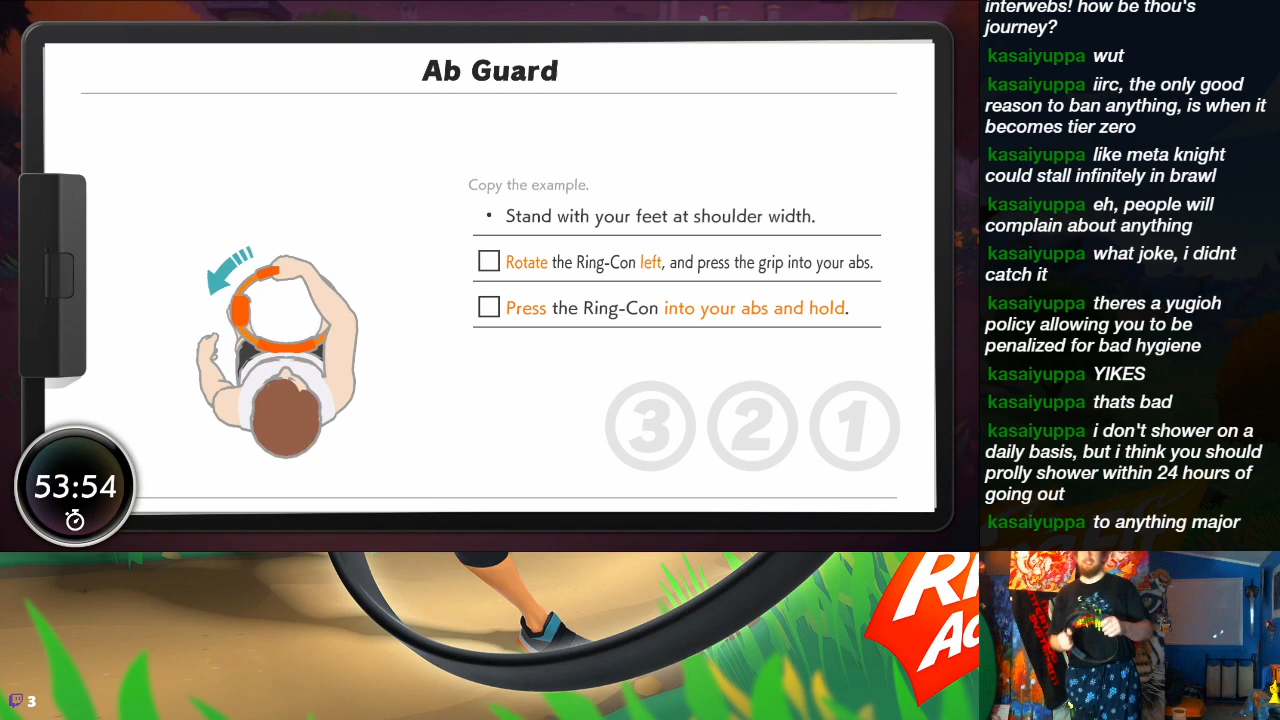 Ab Guard
Copy the example.
• Stand with your feet at shoulder width.
Rotate the Ring-Con left, and press the grip into your abs.
Press the Ring-Con into your abs and hold.
3 2 1
53:54
3
interwebs! how be thou's
journey?
kasaiyuppa wut
kasaiyuppa iirc, the only good
reason to ban anything, is when it
becomes tier zero
kasaiyuppa like meta knight
could stall infinitely in brawl
kasaiyuppa eh, people will
complain about anything
kasaiyuppa what joke, i didnt
catch it
kasaiyuppa theres a yugioh
policy allowing you to be
penalized for bad hygiene
kasaiyuppa YIKES
kasaiyuppa thats bad
kasaiyuppa i don't shower on a
daily basis, but i think you should
prolly shower within 24 hours of
going out
kasaiyuppa to anything major